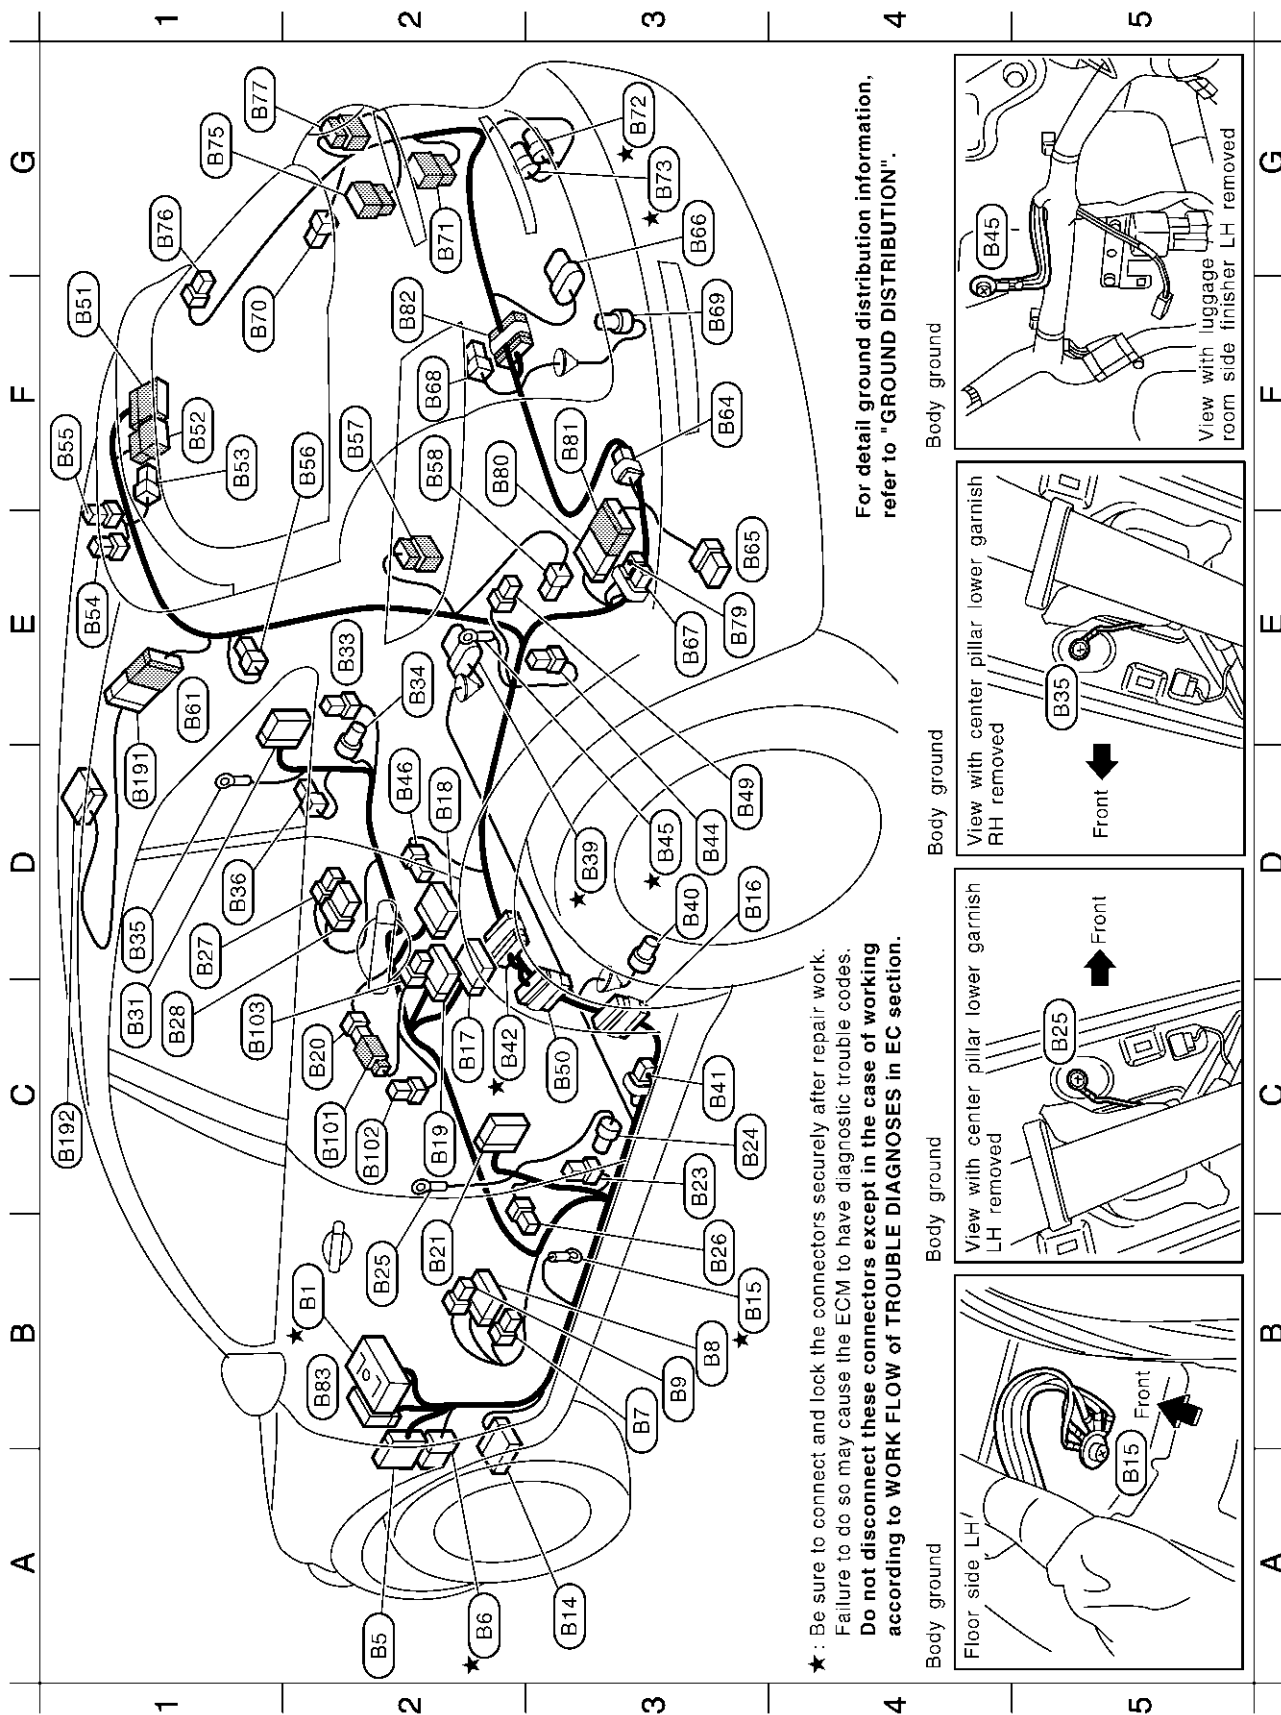 1
2
3
4
5
A
B
C
D
E
F
G
B192
B191
B61
B54
B55
B51
B52
B53
B76
B75
B77
B70
B56
B35
B31
B36
B27
B28
B103
B33
B34
B46
B18
B57
B58
B68
B82
B71
B80
B81
★ B1
B83
B20
B101
B102
B19
B17
★ B42
B50
B25
B21
B5
★ B6
B14
B7
B9
B8
★ B15
B26
B23
B24
B41
B16
B40
★ B39
★ B45
B44
B49
B67
B79
B65
B64
B69
B66
★ B73
★ B72
★ : Be sure to connect and lock the connectors securely after repair work.
Failure to do so may cause the ECM to have diagnostic trouble codes.
Do not disconnect these connectors except in the case of working
according to WORK FLOW of TROUBLE DIAGNOSES in EC section.
For detail ground distribution information,
refer to "GROUND DISTRIBUTION".
Body ground
Floor side LH
Front
B15
Body ground
View with center pillar lower garnish
LH removed
B25
Front
Body ground
View with center pillar lower garnish
RH removed
B35
Front
Body ground
View with luggage
room side finisher LH removed
B45
A
B
C
D
E
F
G
1
2
3
4
5